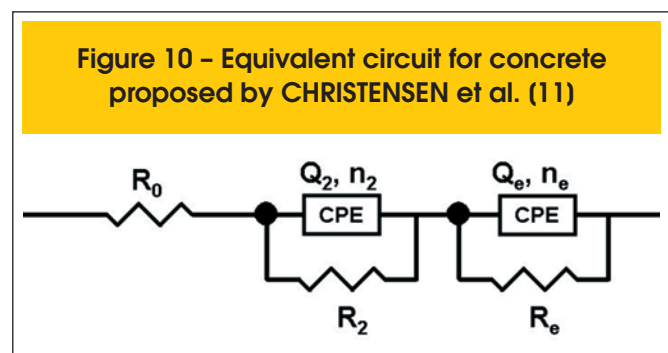 Figure 10 – Equivalent circuit for concrete
proposed by CHRISTENSEN et al. (11)
R0
Q2, n2
CPE
R2
Qe, ne
CPE
Re